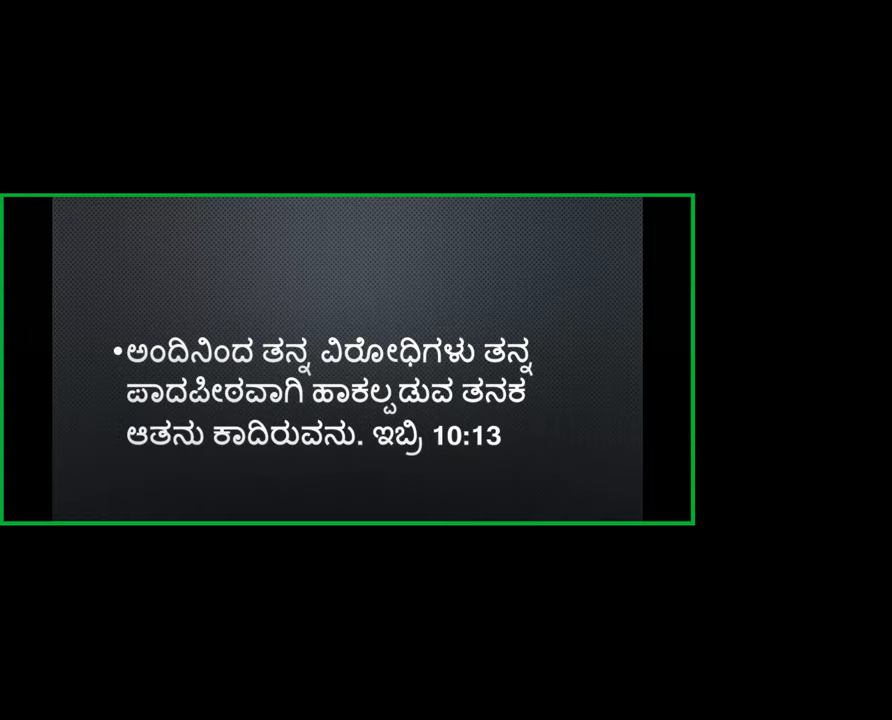 •ಅಂದಿನಿಂದ ತನ್ನ ವಿರೋಧಿಗಳು ತನ್ನ
ಪಾದಪೀಠವಾಗಿ ಹಾಕಲ್ಪಡುವ ತನಕ
ಆತನು ಕಾದಿರುವನು. ಇಬ್ರಿ 10:13